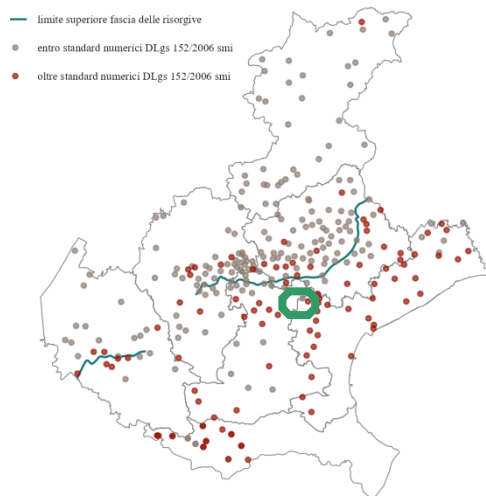 limite superiore fascia delle risorgive
entro standard numerici DLgs 152/2006 smi
oltre standard numerici DLgs 152/2006 smi